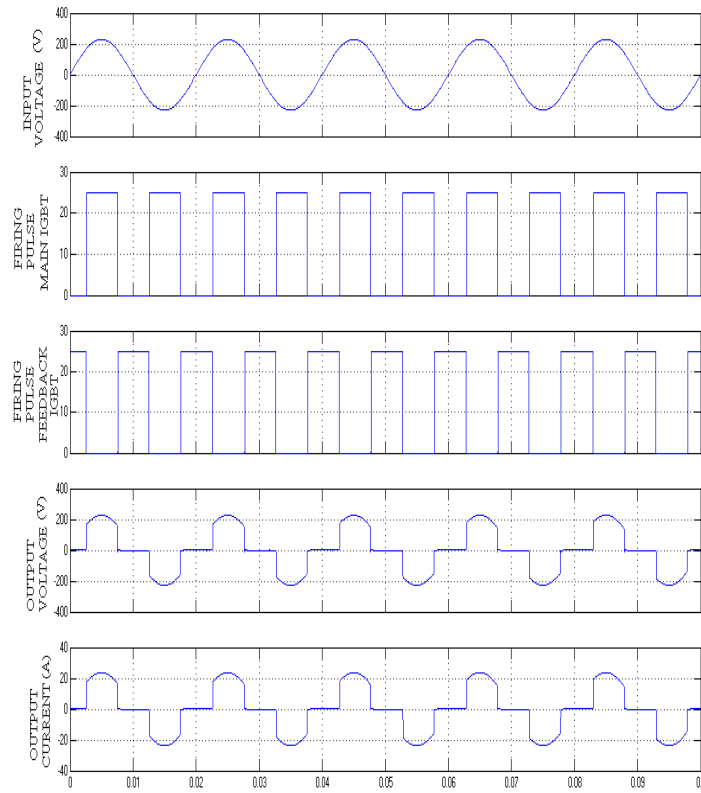 INPUT
VOLTAGE (V)
400
200
0
-200
-400
FIRING
PULSE
MAIN IGBT
30
20
10
0
FIRING
PULSE
FEEDBACK
IGBT
30
20
10
0
OUTPUT
VOLTAGE (V)
400
200
0
-200
-400
OUTPUT
CURRENT(A)
40
20
0
-20
-40
0 0.01 0.02 0.03 0.04 0.05 0.06 0.07 0.08 0.09